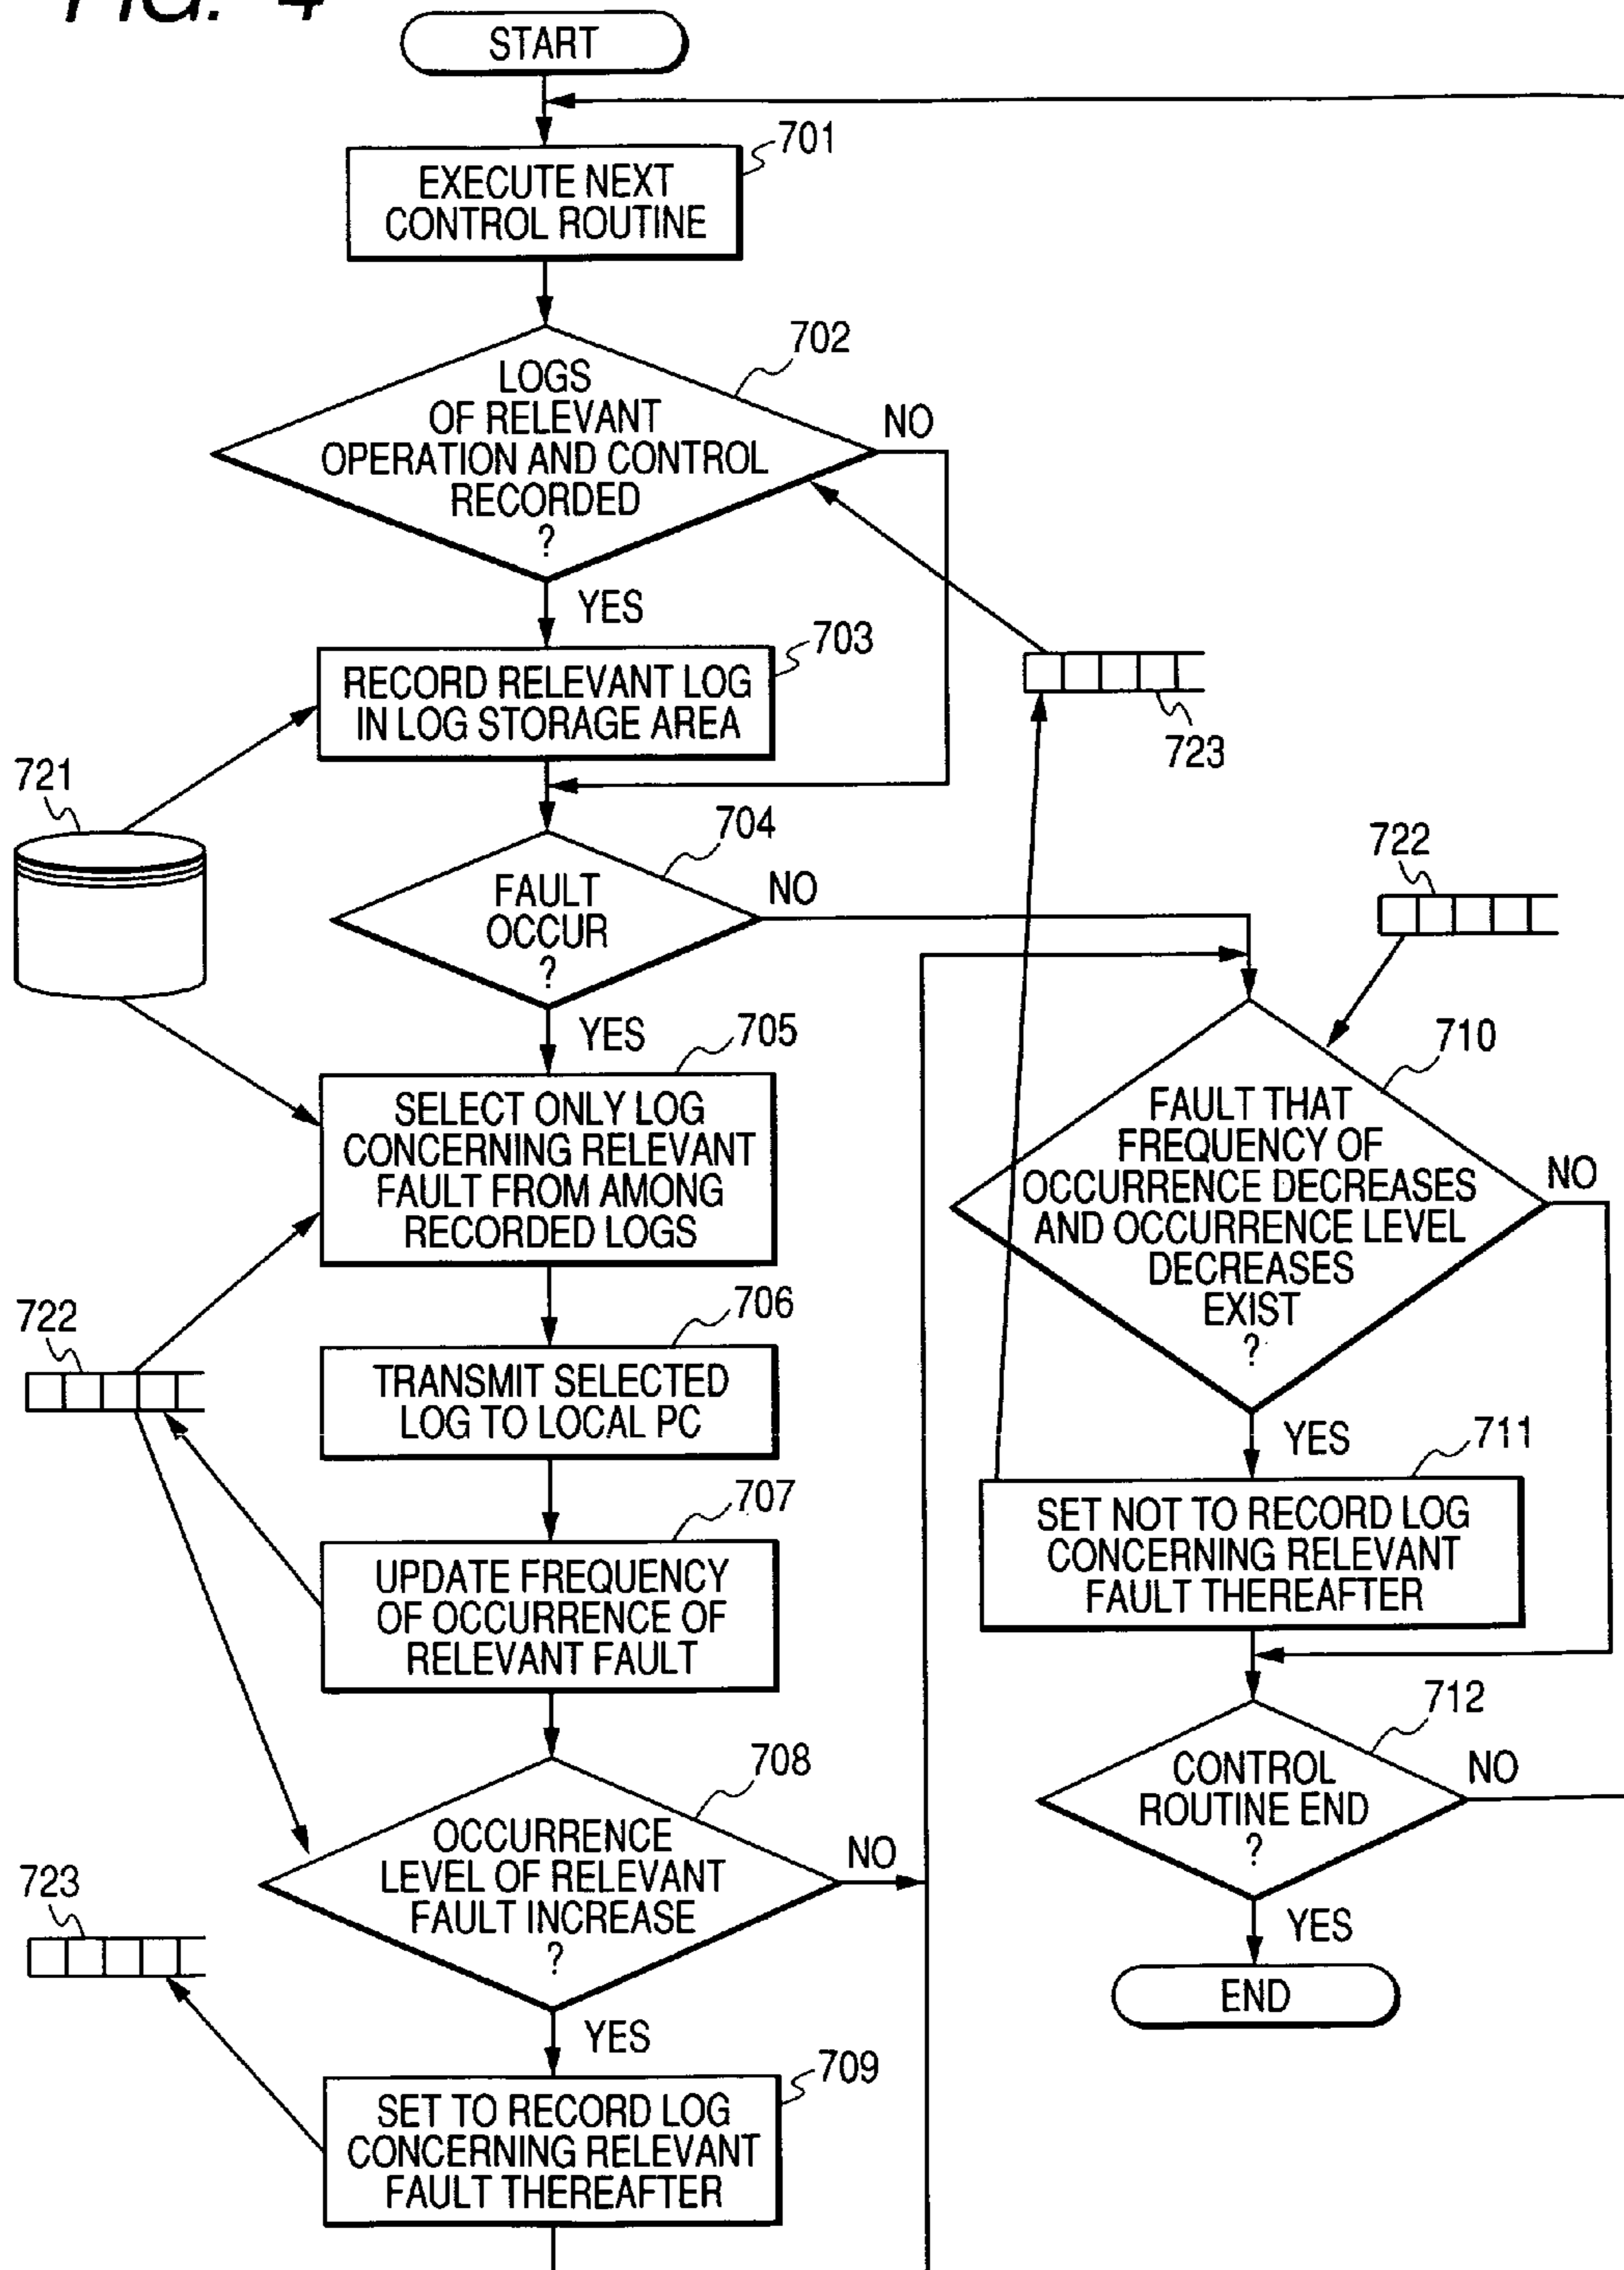 FIG. 4
START
701
EXECUTE NEXT
CONTROL ROUTINE
702
LOGS
OF RELEVANT
OPERATION AND CONTROL
RECORDED
?
NO
YES
703
RECORD RELEVANT LOG
IN LOG STORAGE AREA
723
721
704
FAULT
OCCUR
?
NO
YES
722
705
SELECT ONLY LOG
CONCERNING RELEVANT
FAULT FROM AMONG
RECORDED LOGS
722
706
TRANSMIT SELECTED
LOG TO LOCAL PC
707
UPDATE FREQUENCY
OF OCCURRENCE OF
RELEVANT FAULT
708
OCCURRENCE
LEVEL OF RELEVANT
FAULT INCREASE
?
NO
YES
723
709
SET TO RECORD LOG
CONCERNING RELEVANT
FAULT THEREAFTER
710
FAULT THAT
FREQUENCY OF
OCCURRENCE DECREASES
AND OCCURRENCE LEVEL
DECREASES
EXIST
?
NO
YES
711
SET NOT TO RECORD LOG
CONCERNING RELEVANT
FAULT THEREAFTER
712
CONTROL
ROUTINE END
?
NO
YES
END